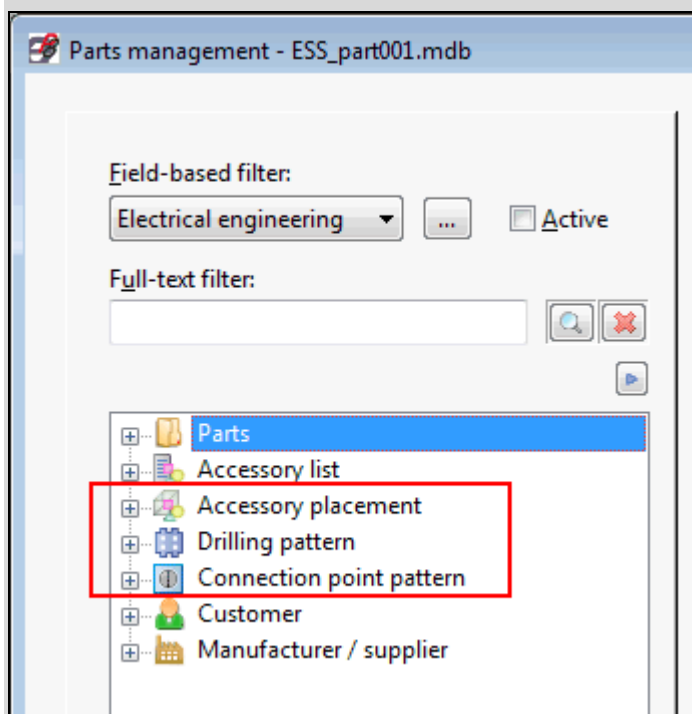 Parts management - ESS_part001.mdb
Field-based filter:
Electrical engineering ... Active
Full-text filter:
Parts
Accessory list
Accessory placement
Drilling pattern
Connection point pattern
Customer
Manufacturer / supplier